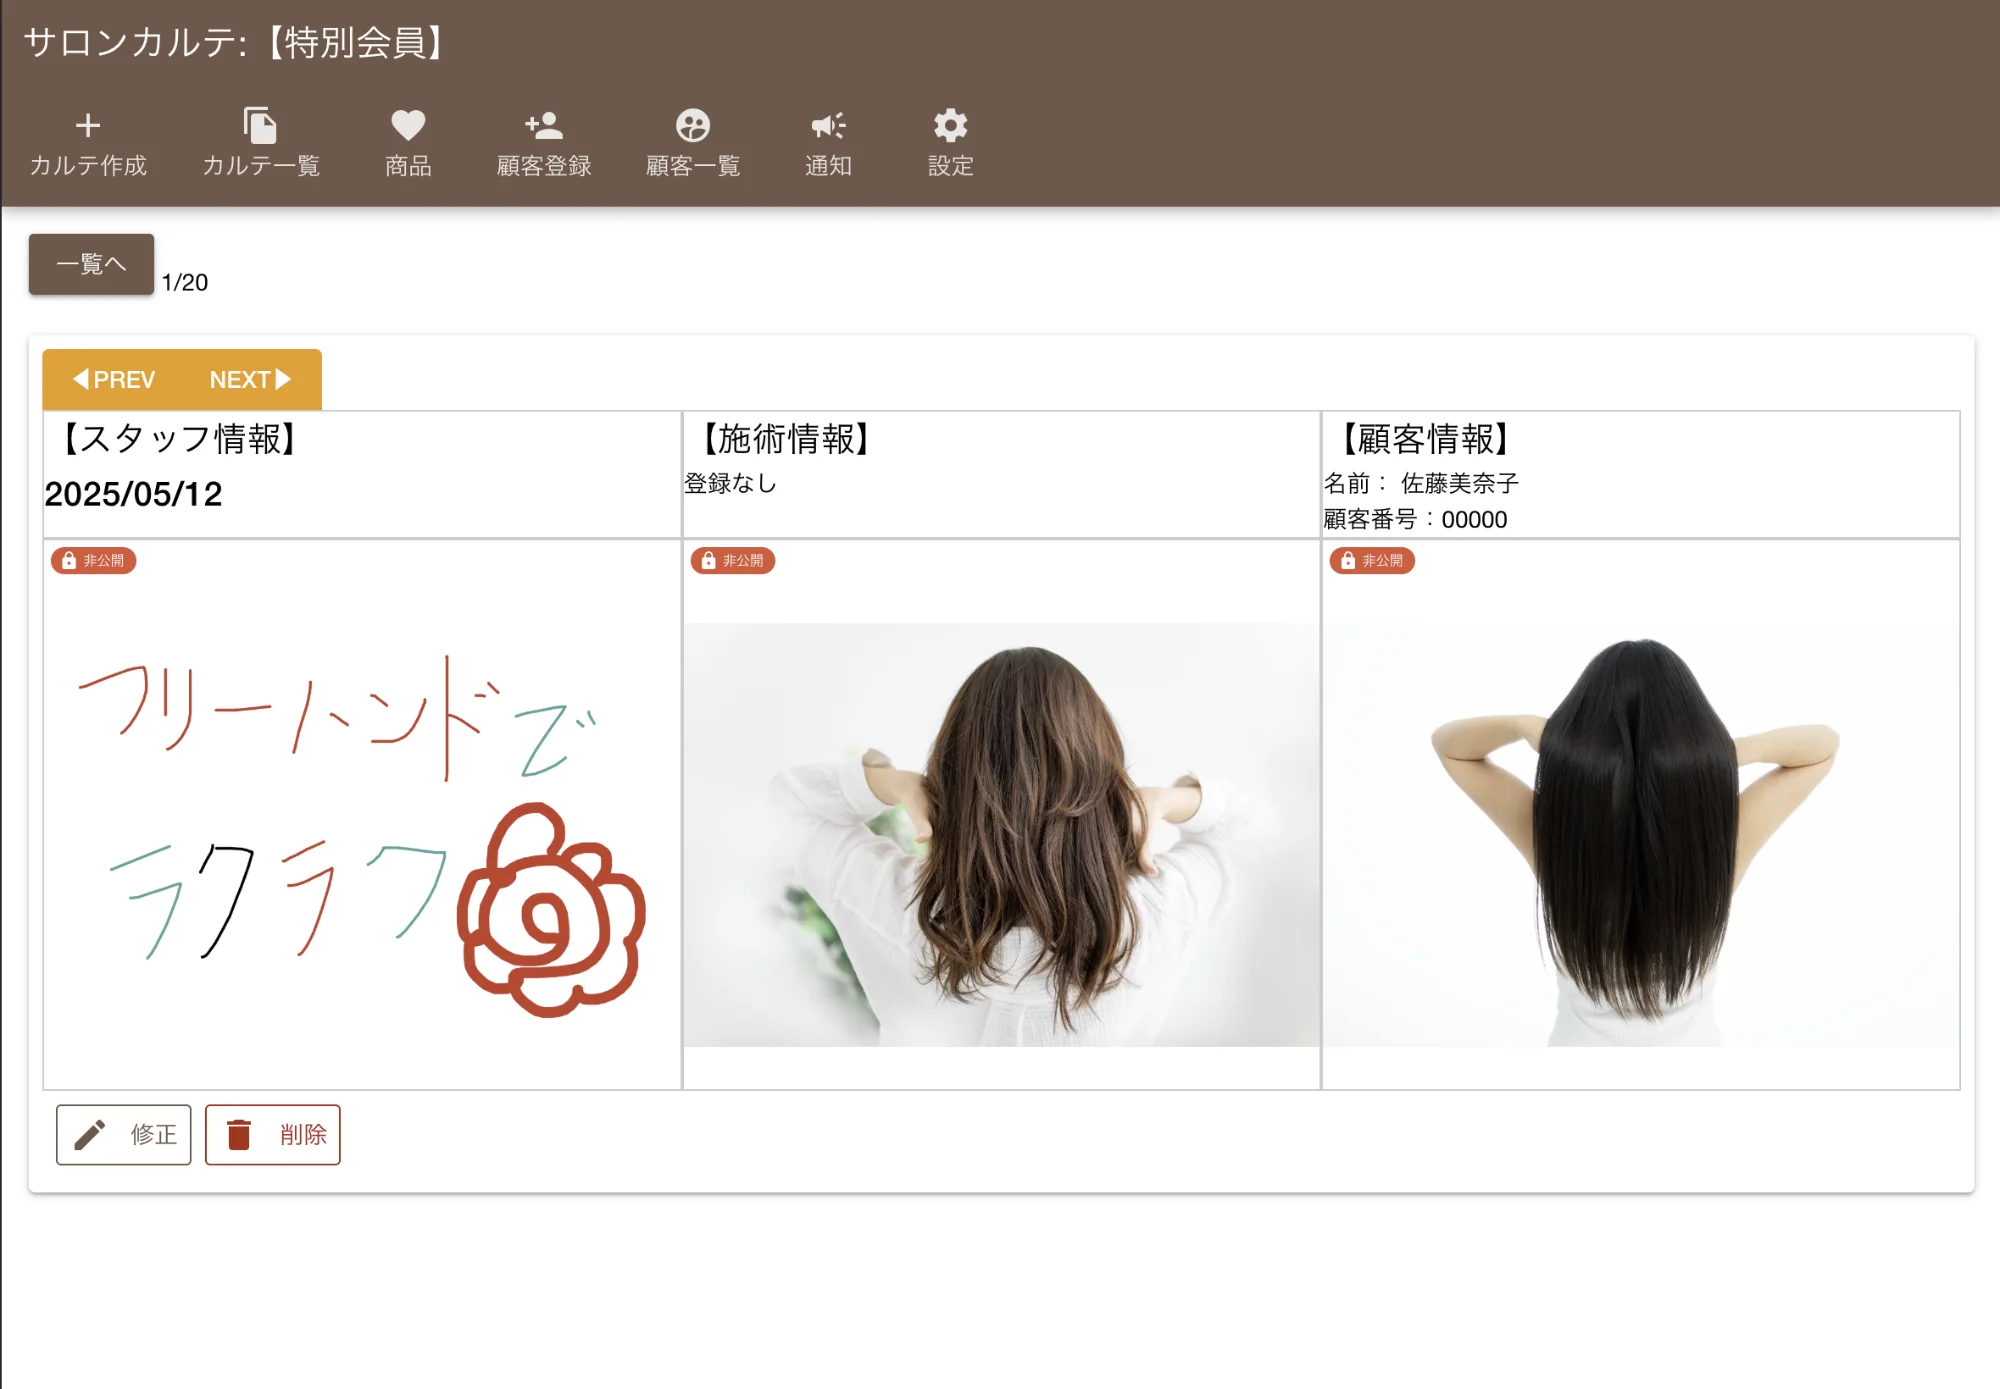 サロンカルテ:【特別会員】
カルテ作成 カルテ一覧 商品 顧客登録 顧客一覧 通知 設定
一覧へ 1/20
◀PREV NEXT▶
【スタッフ情報】
2025/05/12
【施術情報】
登録なし
【顧客情報】
名前： 佐藤美奈子
顧客番号：00000
非公開
フリーハンドで
ラクラク
非公開
非公開
修正 削除